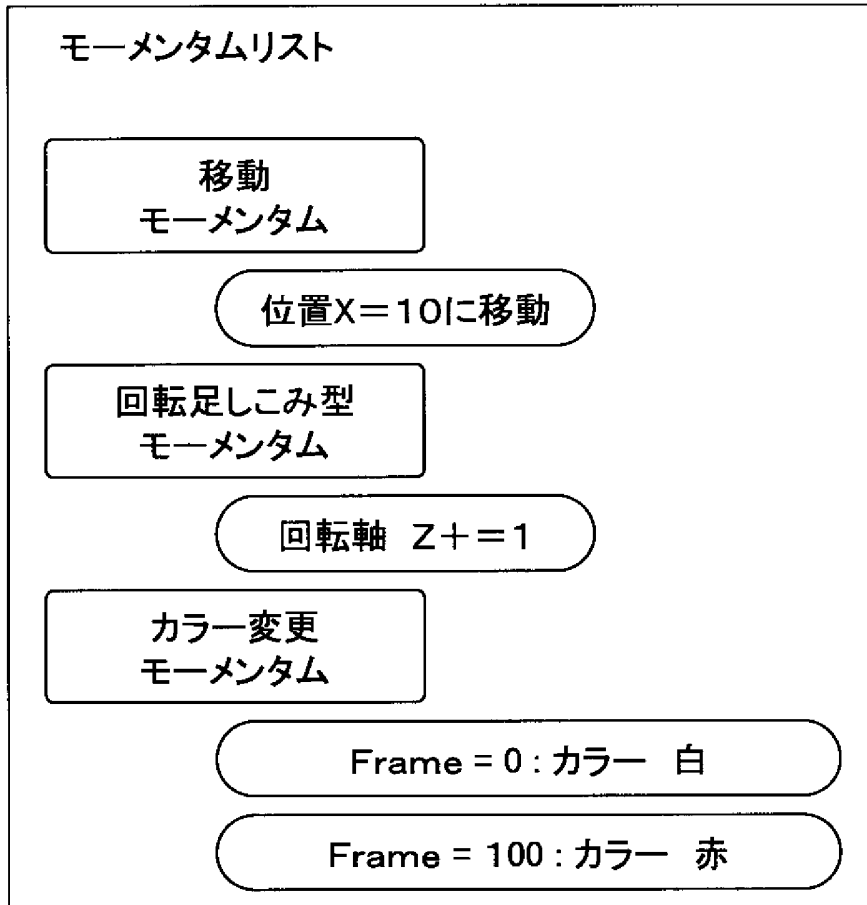 モーメンタムリスト
移動
モーメンタム
位置X=10に移動
回転足しこみ型
モーメンタム
回転軸 Z+=1
カラー変更
モーメンタム
Frame = 0 : カラー 白
Frame = 100 : カラー 赤